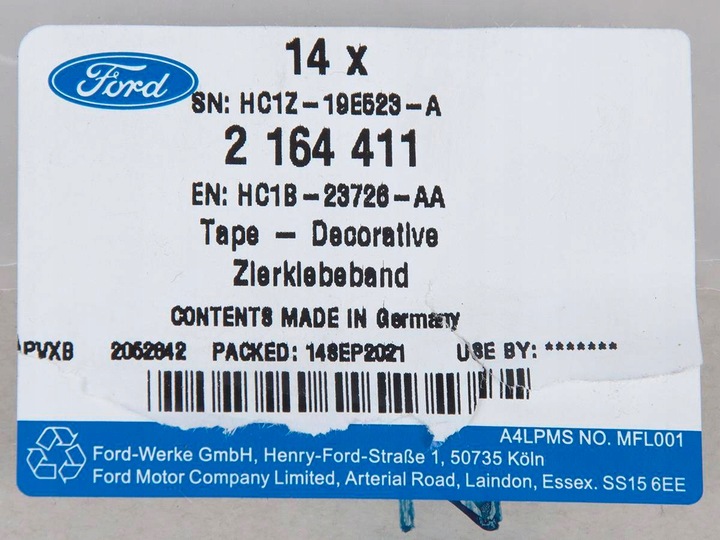 14 x
Ford
SN: HC1Z-19E523-A
2 164 411
EN: HC1B-23726-AA
Tape - Decorative
Zierklebeband
CONTENTS MADE IN Germany
PVXB 2052642 PACKED: 14SEP2021 USE BY: *******
A4LPMS NO. MFL001
Ford-Werke GmbH, Henry-Ford-Straße 1, 50735 Köln
Ford Motor Company Limited, Arterial Road, Laindon, Essex. SS15 6EE